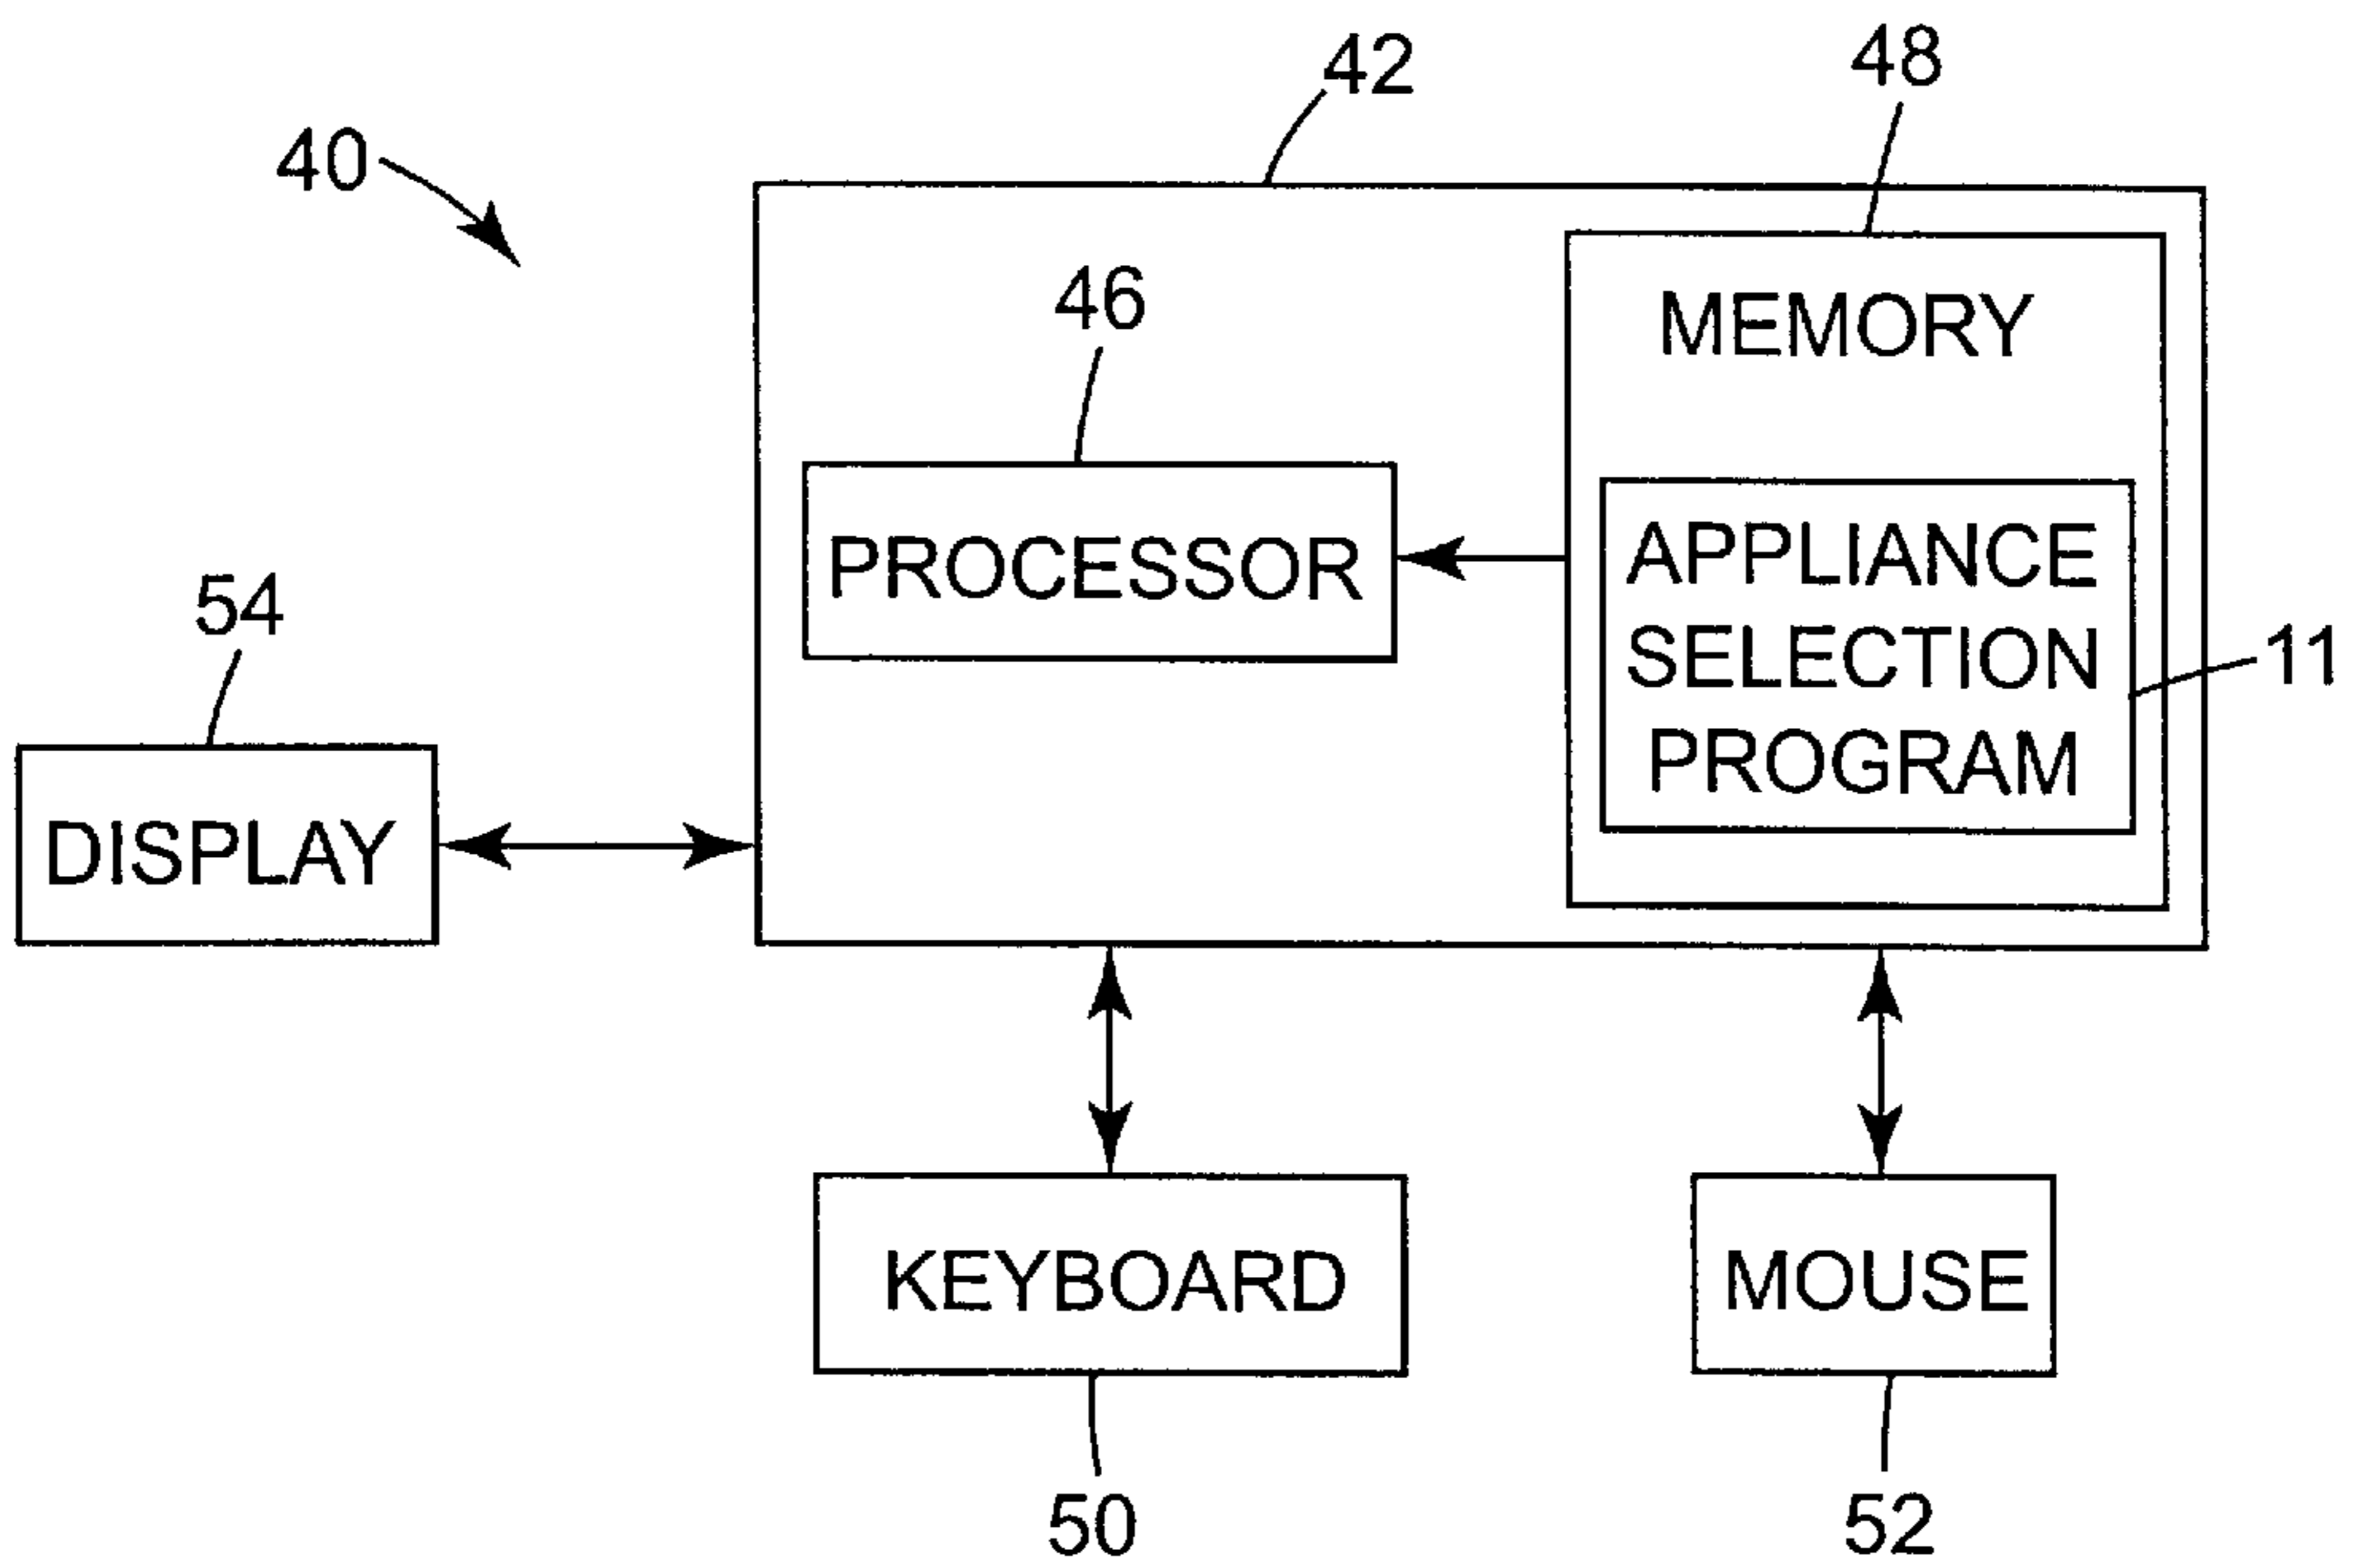 42
48
40
46
MEMORY
PROCESSOR
APPLIANCE
SELECTION
PROGRAM
11
54
DISPLAY
KEYBOARD
MOUSE
50
52